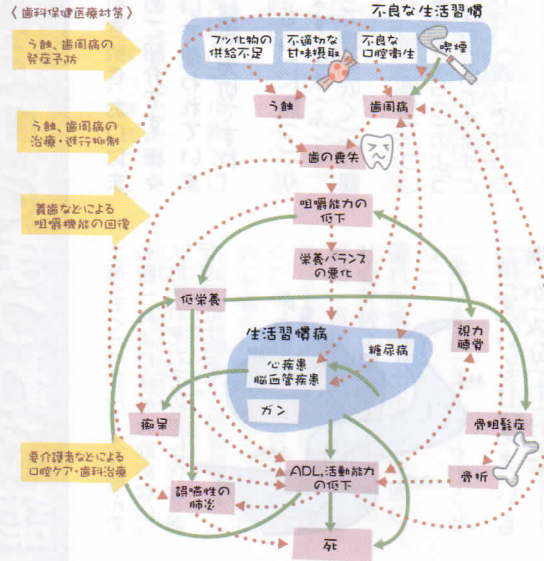 〈 歯科保健医療対策 〉
不良な生活習慣
う蝕、歯周病の
発症予防
フッ化物の
供給不足
不適切な
甘味摂取
不良な
口腔衛生
喫煙
う蝕
歯周病
う蝕、歯周病の
治療・進行抑制
歯の喪失
義歯などによる
咀嚼機能の回復
咀嚼能力の
低下
栄養バランス
の悪化
低栄養
生活習慣病
糖尿病
視力
聴覚
心疾患
脳血管疾患
ガン
痴呆
骨粗鬆症
要介護者などによる
口腔ケア・歯科治療
誤嚥性の
肺炎
ADL,活動能力
の低下
骨折
死